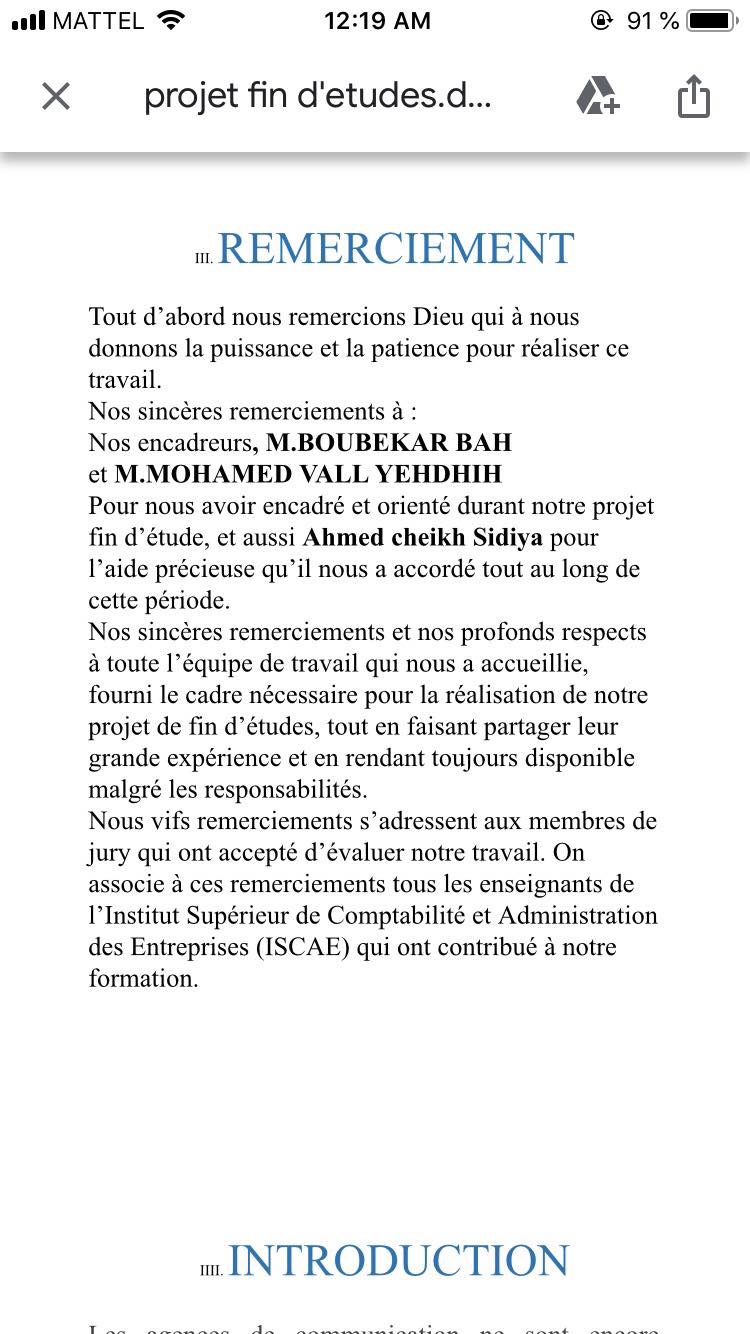 MATTEL 12:19 AM 91 %
projet fin d'etudes.d...
III. REMERCIEMENT
Tout d’abord nous remercions Dieu qui à nous
donnons la puissance et la patience pour réaliser ce
travail.
Nos sincères remerciements à :
Nos encadreurs, M.BOUBEKAR BAH
et M.MOHAMED VALL YEHDHIH
Pour nous avoir encadré et orienté durant notre projet
fin d’étude, et aussi Ahmed cheikh Sidiya pour
l’aide précieuse qu’il nous a accordé tout au long de
cette période.
Nos sincères remerciements et nos profonds respects
à toute l’équipe de travail qui nous a accueillie,
fourni le cadre nécessaire pour la réalisation de notre
projet de fin d’études, tout en faisant partager leur
grande expérience et en rendant toujours disponible
malgré les responsabilités.
Nous vifs remerciements s’adressent aux membres de
jury qui ont accepté d’évaluer notre travail. On
associe à ces remerciements tous les enseignants de
l’Institut Supérieur de Comptabilité et Administration
des Entreprises (ISCAE) qui ont contribué à notre
formation.
IIII. INTRODUCTION
Les agences de communication ne sont encore